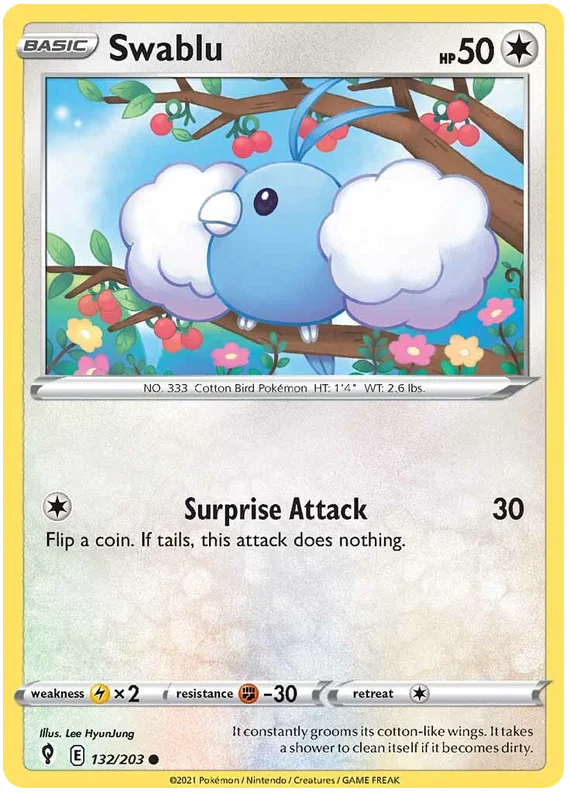 BASIC Swablu HP50
NO. 333 Cotton Bird Pokémon HT: 1'4" WT: 2.6 lbs.
Surprise Attack 30
Flip a coin. If tails, this attack does nothing.
weakness ×2 resistance -30 retreat
Illus. Lee HyunJung
It constantly grooms its cotton-like wings. It takes
a shower to clean itself if it becomes dirty.
E 132/203
©2021 Pokémon / Nintendo / Creatures / GAME FREAK